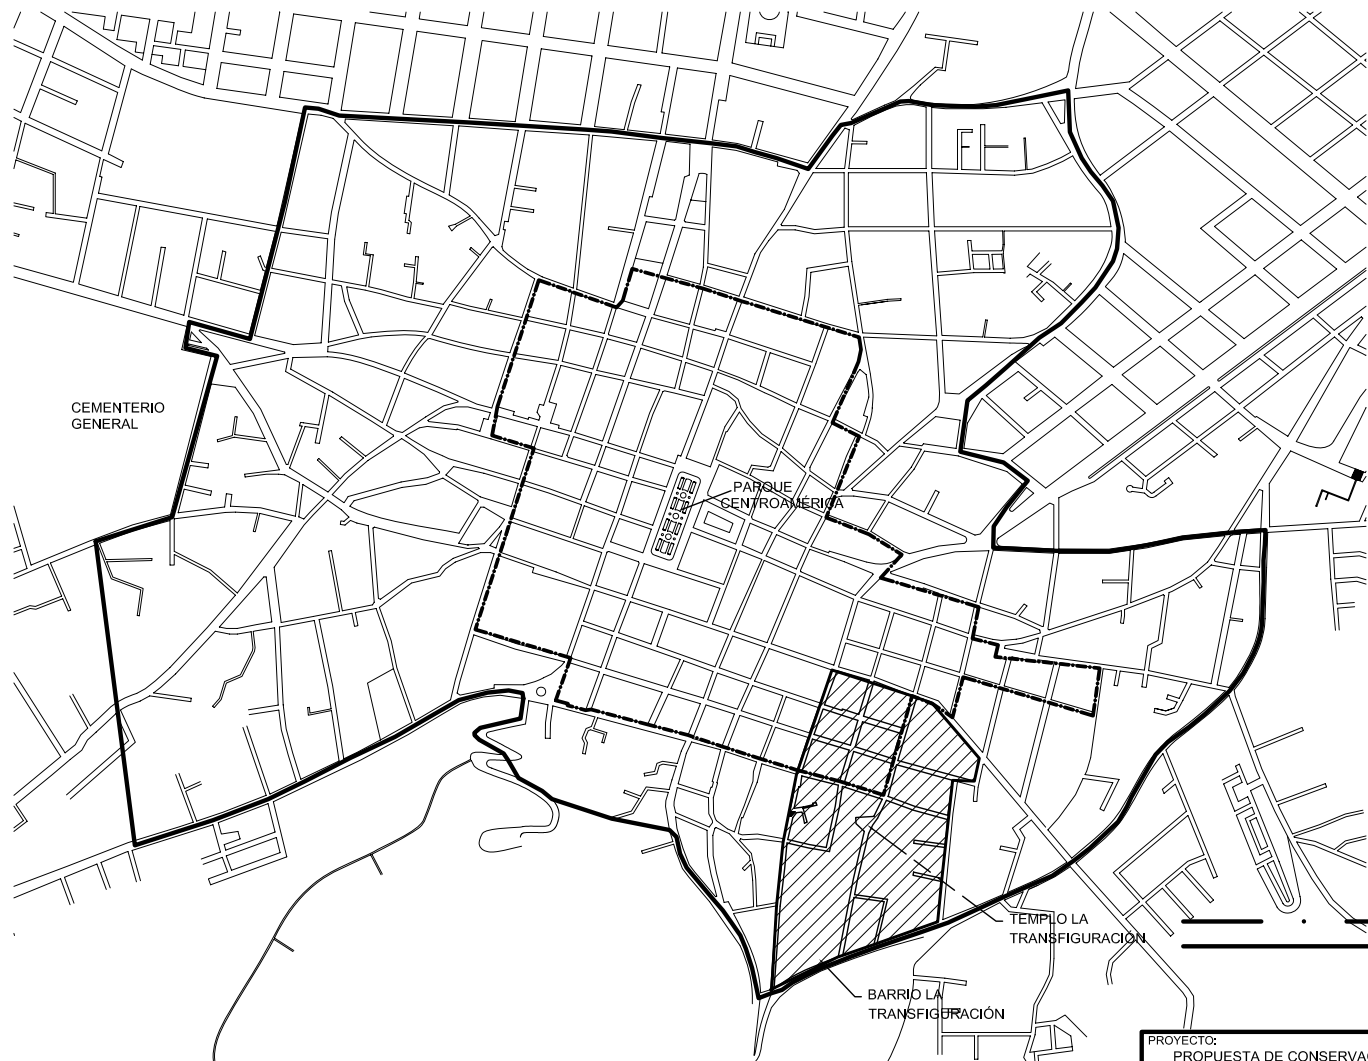 CEMENTERIO
GENERAL
PARQUE
CENTROAMÉRICA
TEMPLO LA
TRANSFIGURACIÓN
BARRIO LA
TRANSFIGURACIÓN
PROYECTO:
PROPUESTA DE CONSERVA